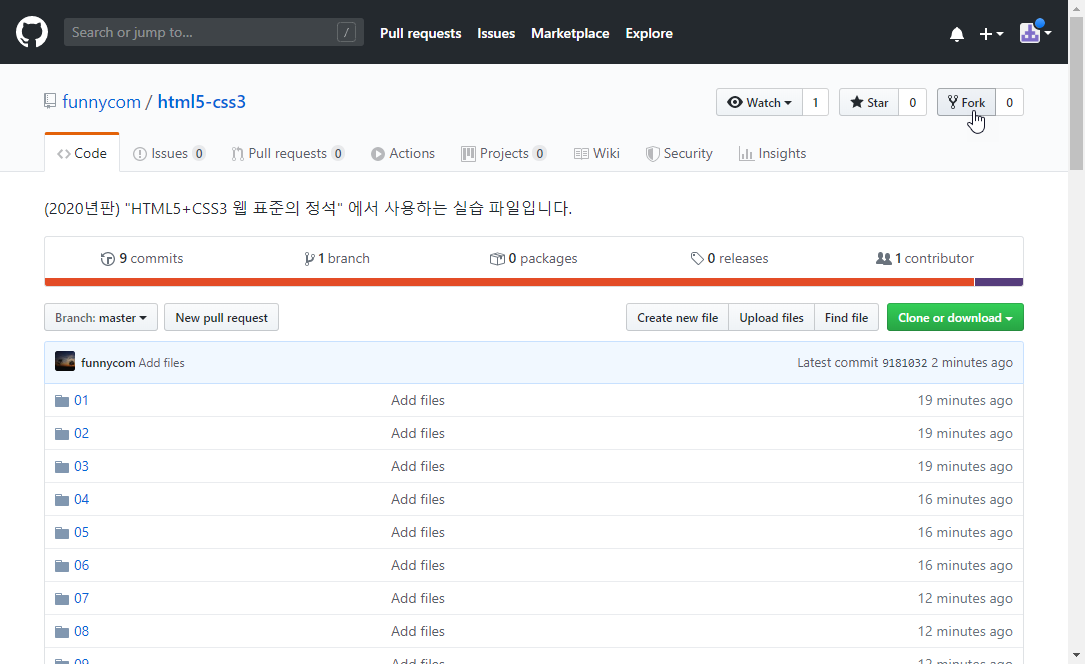 Search or jump to... / Pull requests Issues Marketplace Explore
funnycom / html5-css3 Watch 1 Star 0 Fork 0
Code Issues 0 Pull requests 0 Actions Projects 0 Wiki Security Insights
(2020년판) "HTML5+CSS3 웹 표준의 정석" 에서 사용하는 실습 파일입니다.
9 commits 1 branch 0 packages 0 releases 1 contributor
Branch: master New pull request Create new file Upload files Find file Clone or download
funnycom Add files Latest commit 9181032 2 minutes ago
01 Add files 19 minutes ago
02 Add files 19 minutes ago
03 Add files 19 minutes ago
04 Add files 16 minutes ago
05 Add files 16 minutes ago
06 Add files 16 minutes ago
07 Add files 12 minutes ago
08 Add files 12 minutes ago
09 Add files 12 minutes ago